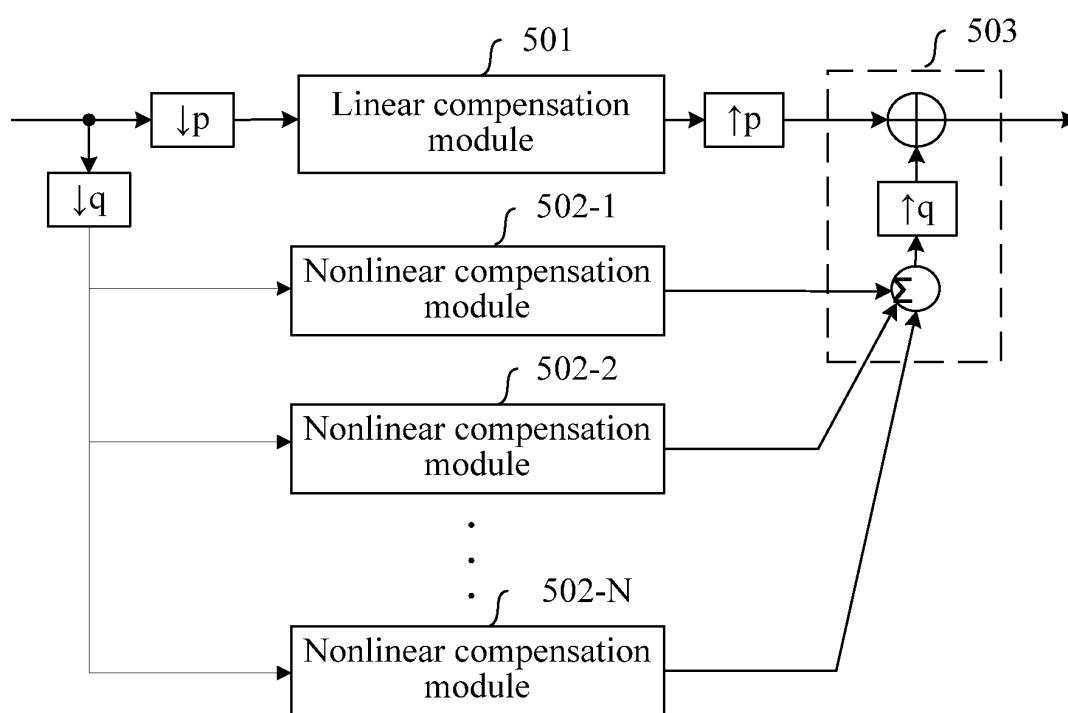 501
503
↓p
Linear compensation
module
↑p
↓q
↑q
502-1
Nonlinear compensation
module
Σ
502-2
Nonlinear compensation
module
502-N
Nonlinear compensation
module